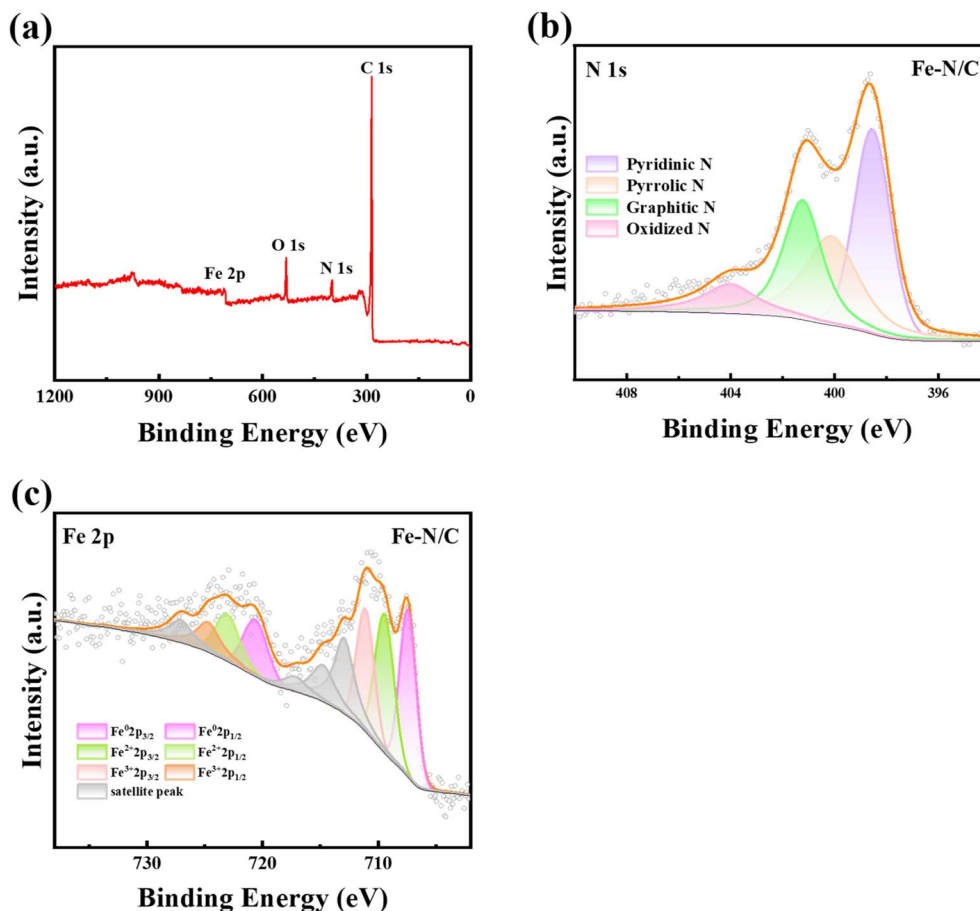 (a)
C 1s
O 1s
N 1s
Fe 2p
Intensity (a.u.)
1200 900 600 300 0
Binding Energy (eV)
(b)
N 1s Fe-N/C
Pyridinic N
Pyrrolic N
Graphitic N
Oxidized N
Intensity (a.u.)
408 404 400 396
Binding Energy (eV)
(c)
Fe 2p Fe-N/C
Intensity (a.u.)
Fe⁰2p₃/₂ Fe⁰2p₁/₂
Fe²⁺2p₃/₂ Fe²⁺2p₁/₂
Fe³⁺2p₃/₂ Fe³⁺2p₁/₂
satellite peak
730 720 710
Binding Energy (eV)